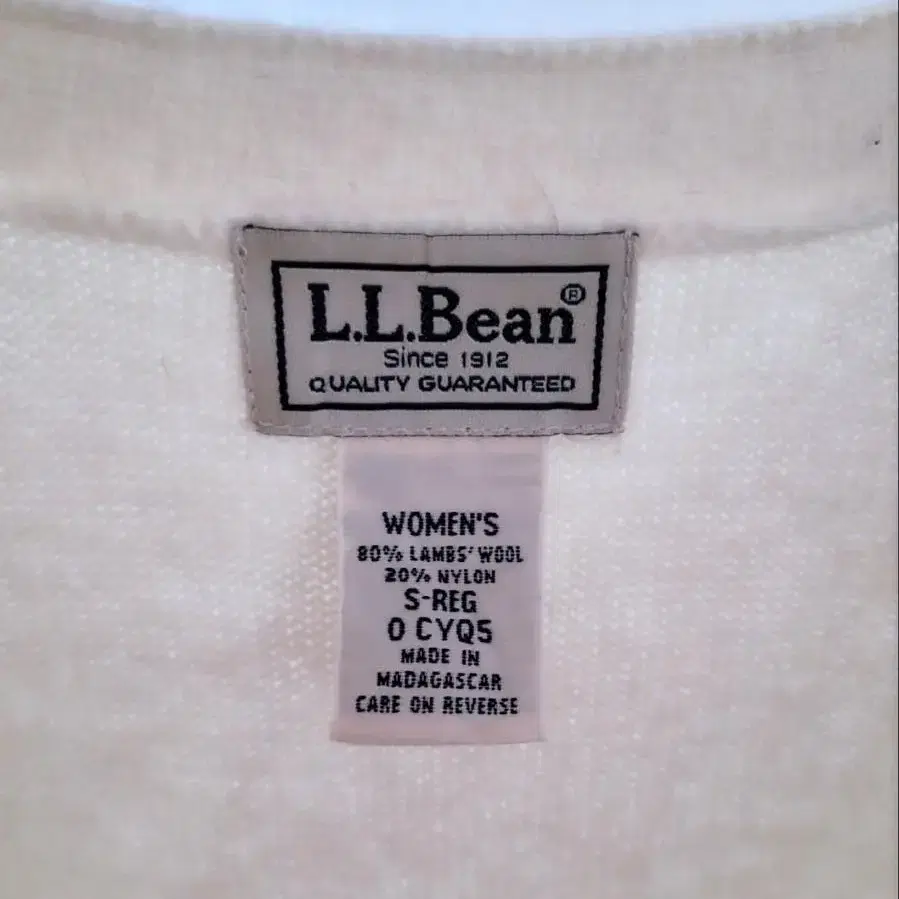 L.L.Bean®
Since 1912
QUALITY GUARANTEED
WOMEN'S
80% LAMBS' WOOL
20% NYLON
S-REG
0 CYQ5
MADE IN
MADAGASCAR
CARE ON REVERSE